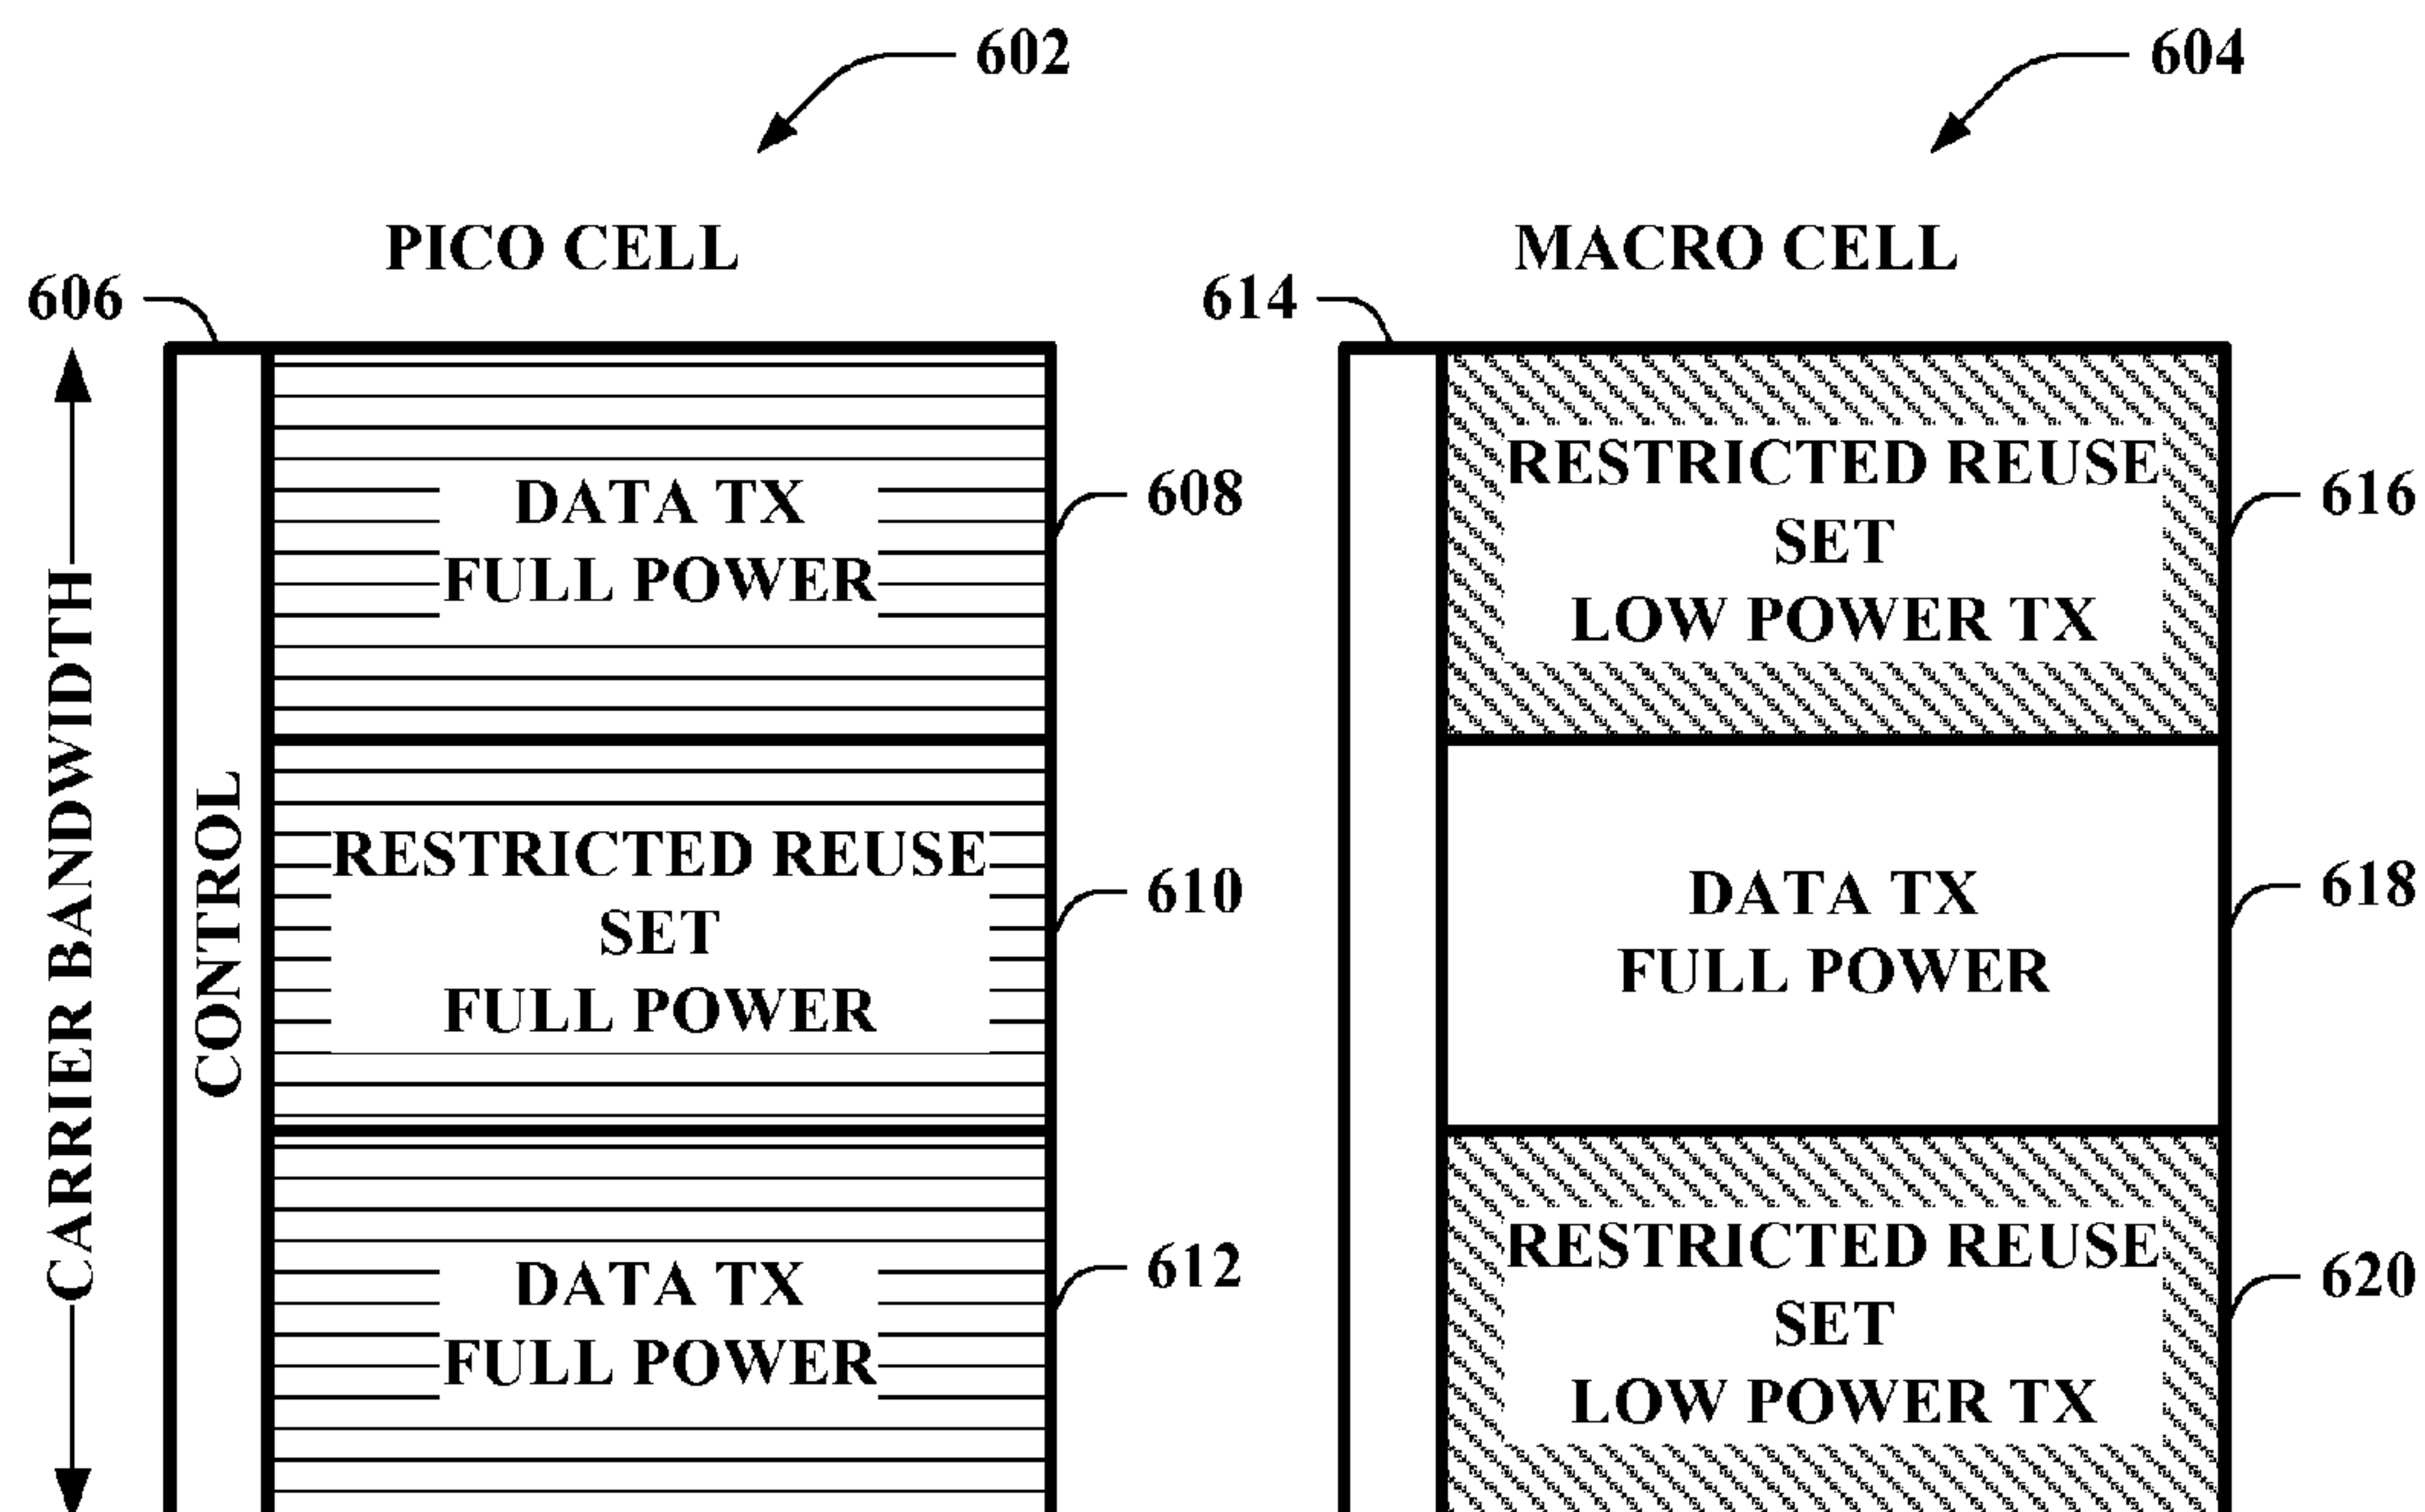 602
604
PICO CELL
MACRO CELL
606
614
CARRIER BANDWIDTH
CONTROL
DATA TX
FULL POWER
608
RESTRICTED REUSE
SET
FULL POWER
610
DATA TX
FULL POWER
612
RESTRICTED REUSE
SET
LOW POWER TX
616
DATA TX
FULL POWER
618
RESTRICTED REUSE
SET
LOW POWER TX
620